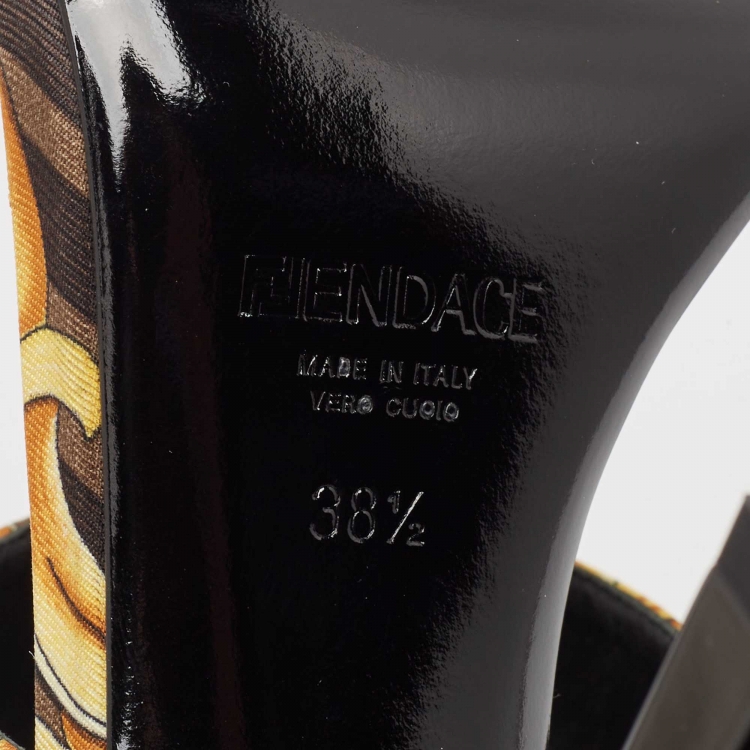 FENDACE
MADE IN ITALY
VERO CUOIO
38½